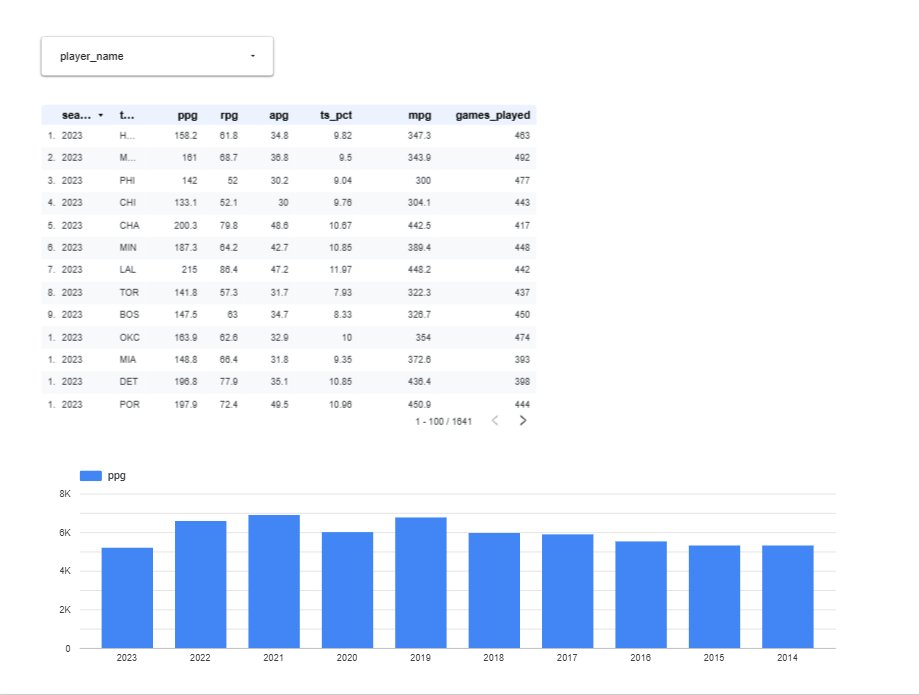 player_name
sea... t... ppg rpg apg ts_pct mpg games_played
1. 2023 H... 158.2 61.8 34.8 9.82 347.3 463
2. 2023 M... 161 68.7 36.8 9.5 343.9 492
3. 2023 PHI 142 52 30.2 9.04 300 477
4. 2023 CHI 133.1 52.1 30 9.76 304.1 443
5. 2023 CHA 200.3 79.8 48.6 10.67 442.5 417
6. 2023 MIN 187.3 64.2 42.7 10.85 389.4 448
7. 2023 LAL 215 86.4 47.2 11.97 448.2 442
8. 2023 TOR 141.8 57.3 31.7 7.93 322.3 437
9. 2023 BOS 147.5 63 34.7 8.33 326.7 450
1. 2023 OKC 163.9 62.6 32.9 10 354 474
1. 2023 MIA 148.8 66.4 31.8 9.35 372.6 393
1. 2023 DET 196.8 77.9 35.1 10.85 436.4 398
1. 2023 POR 197.9 72.4 49.5 10.96 450.9 444
1 - 100 / 1641
ppg
8K
6K
4K
2K
0
2023 2022 2021 2020 2019 2018 2017 2016 2015 2014